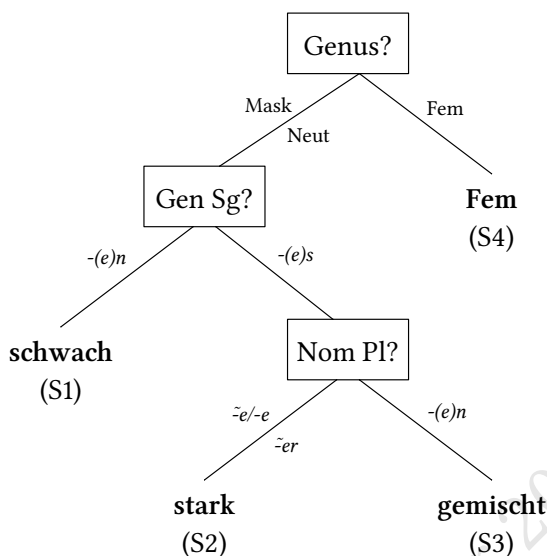 Genus?
Mask
Neut
Fem
Gen Sg?
Fem
(S4)
-(e)n
-(e)s
schwach
(S1)
Nom Pl?
-̈e/-e
-̈er
-(e)n
stark
(S2)
gemischt
(S3)